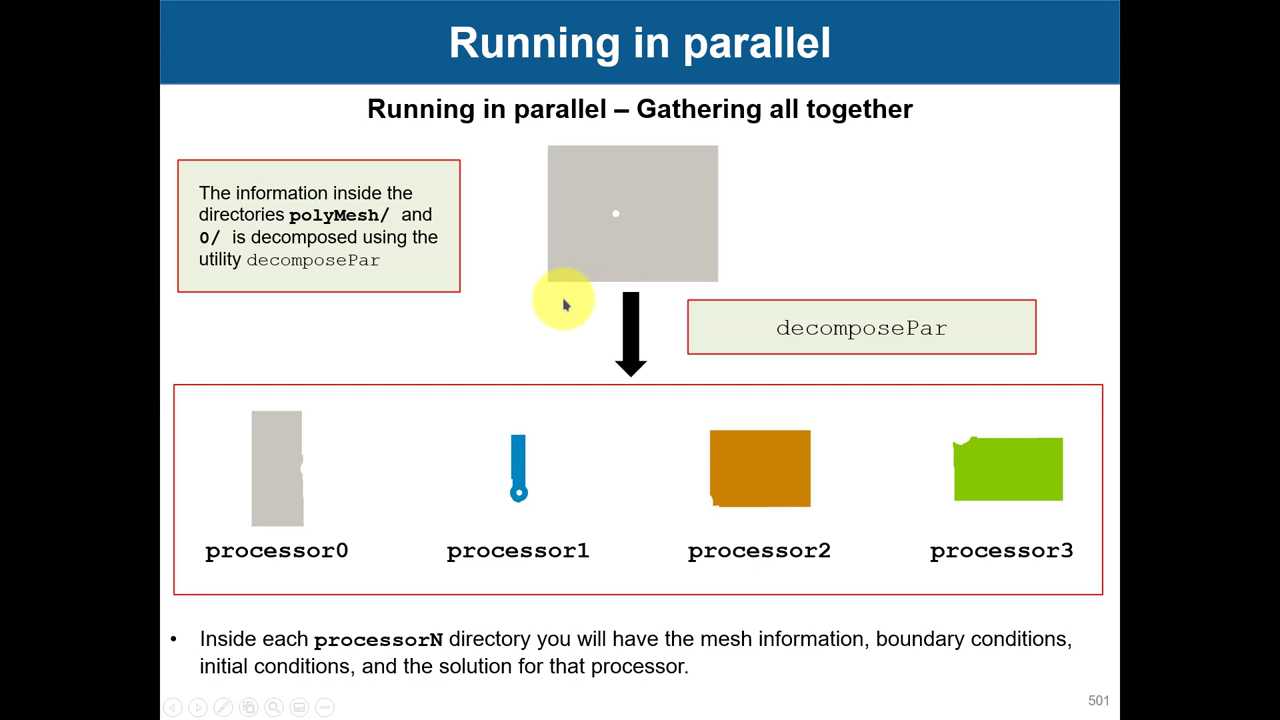 Running in parallel
Running in parallel – Gathering all together
The information inside the
directories polyMesh/ and
0/ is decomposed using the
utility decomposePar
decomposePar
processor0
processor1
processor2
processor3
• Inside each processorN directory you will have the mesh information, boundary conditions,
initial conditions, and the solution for that processor.
501